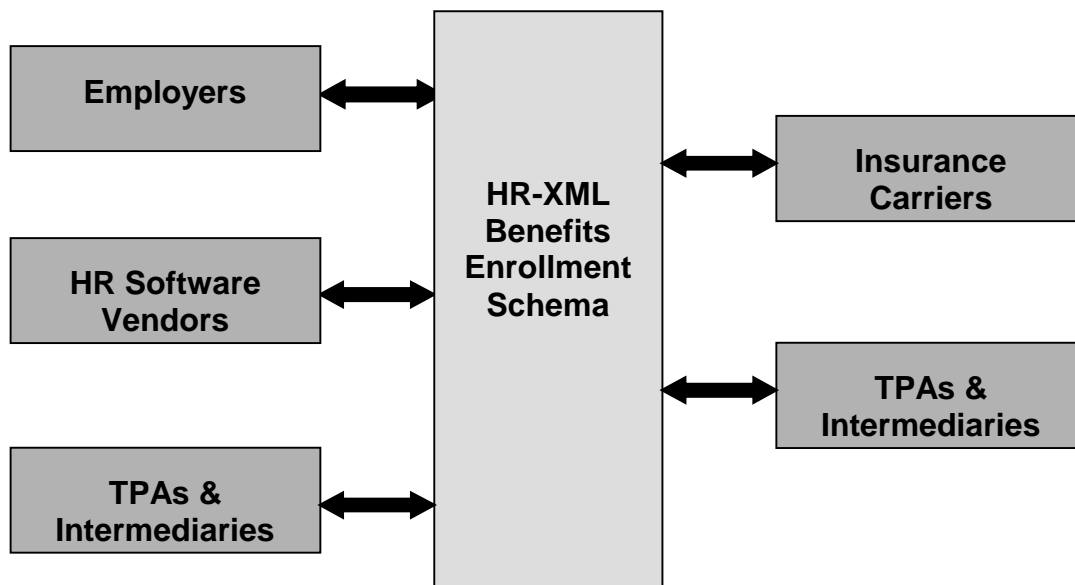 Employers
HR Software
Vendors
TPAs &
Intermediaries
HR-XML
Benefits
Enrollment
Schema
Insurance
Carriers
TPAs &
Intermediaries